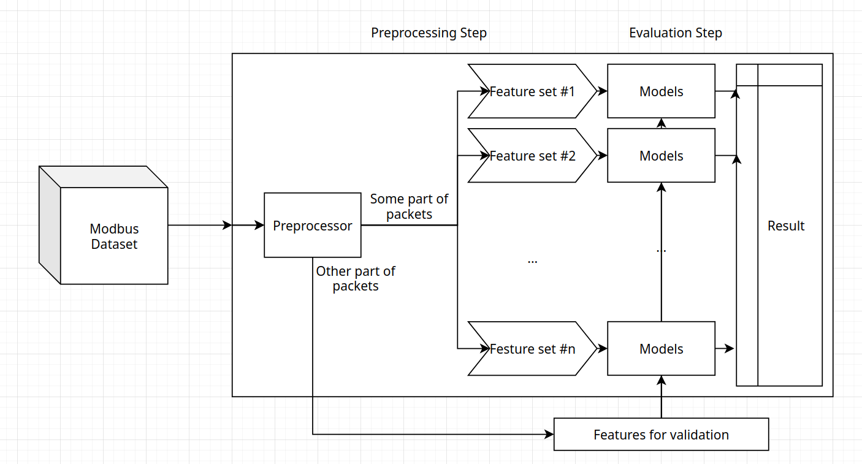 Preprocessing Step
Evaluation Step
Feature set #1
Models
Feature set #2
Models
Some part of
packets
Modbus
Dataset
Preprocessor
Result
Other part of
packets
...
...
Festure set #n
Models
Features for validation